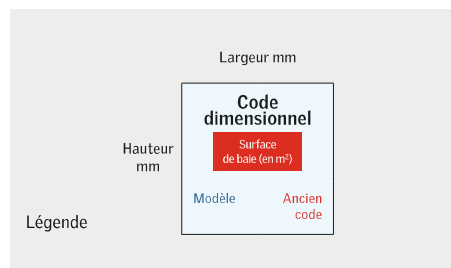 Largeur mm
Code
dimensionnel
Surface
de baie (en m²)
Hauteur
mm
Modèle
Ancien
code
Légende